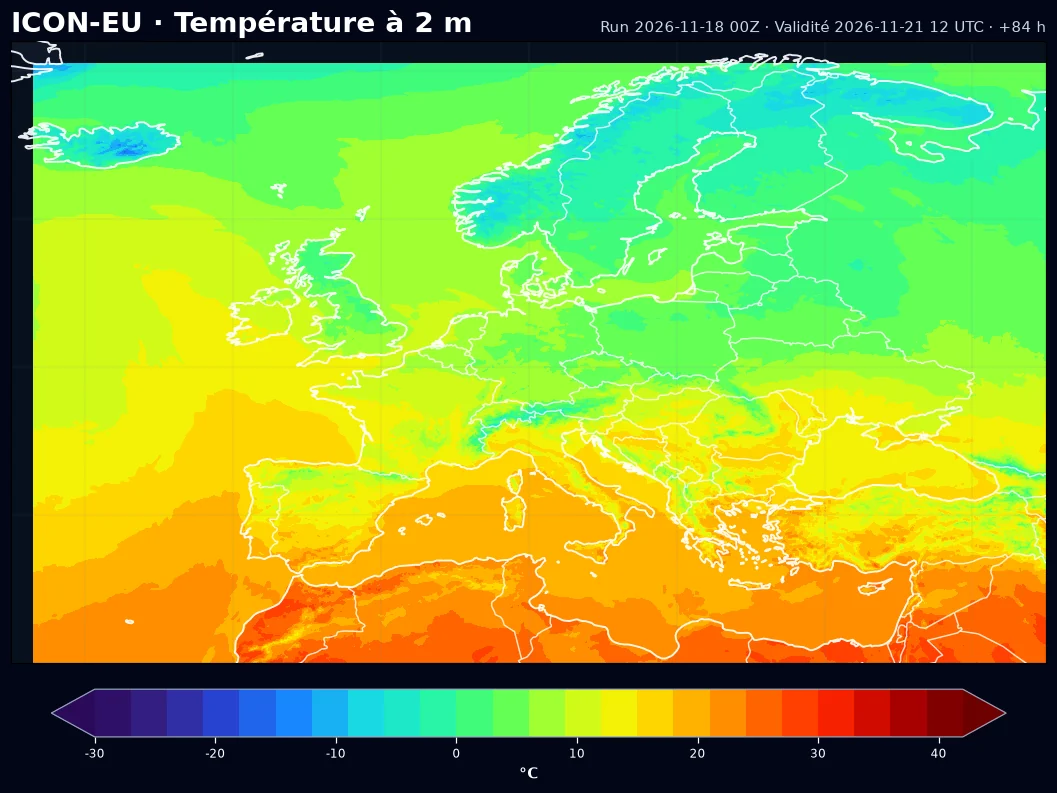 ICON-EU · Température à 2 m
Run 2026-11-18 00Z · Validité 2026-11-21 12 UTC · +84 h
-30 -20 -10 0 10 20 30 40
°C